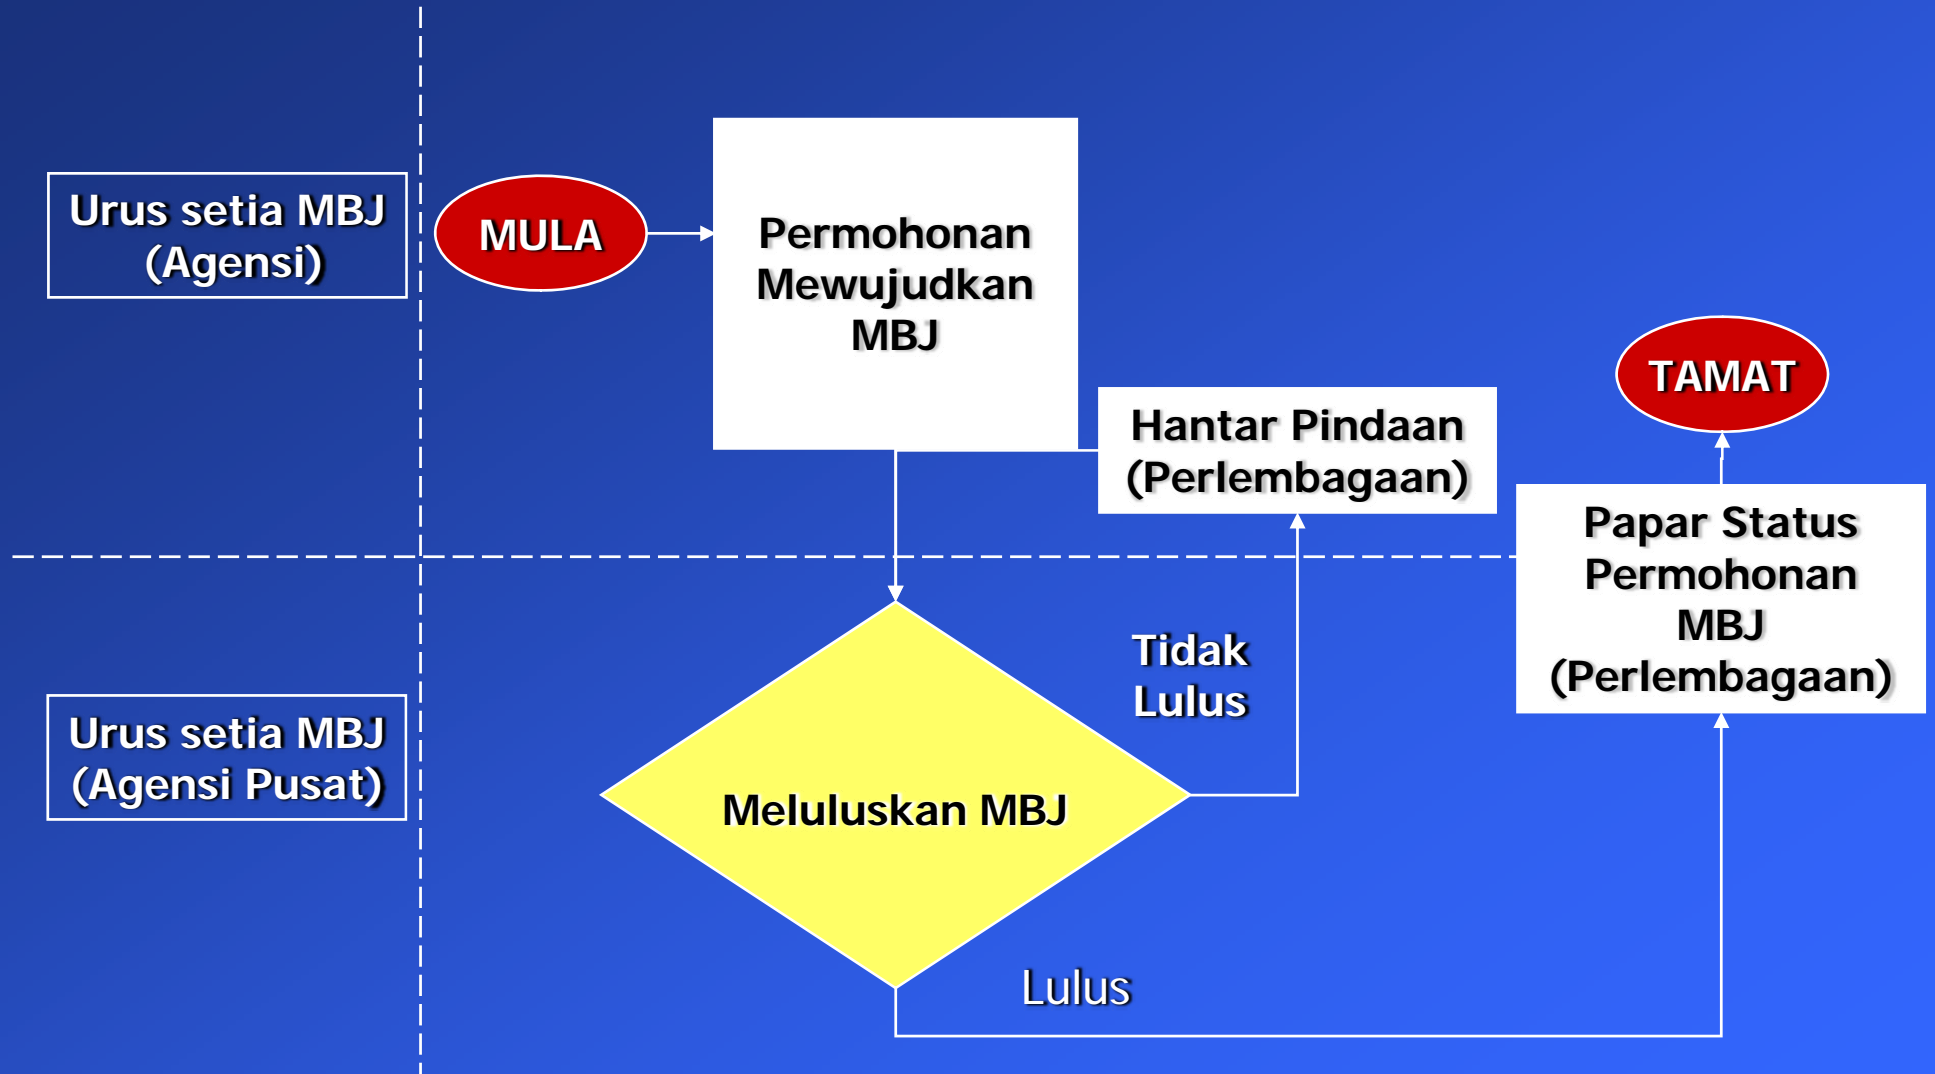 Urus setia MBJ
(Agensi)
MULA
Permohonan
Mewujudkan
MBJ
Hantar Pindaan
(Perlembagaan)
TAMAT
Papar Status
Permohonan
MBJ
(Perlembagaan)
Urus setia MBJ
(Agensi Pusat)
Meluluskan MBJ
Tidak
Lulus
Lulus